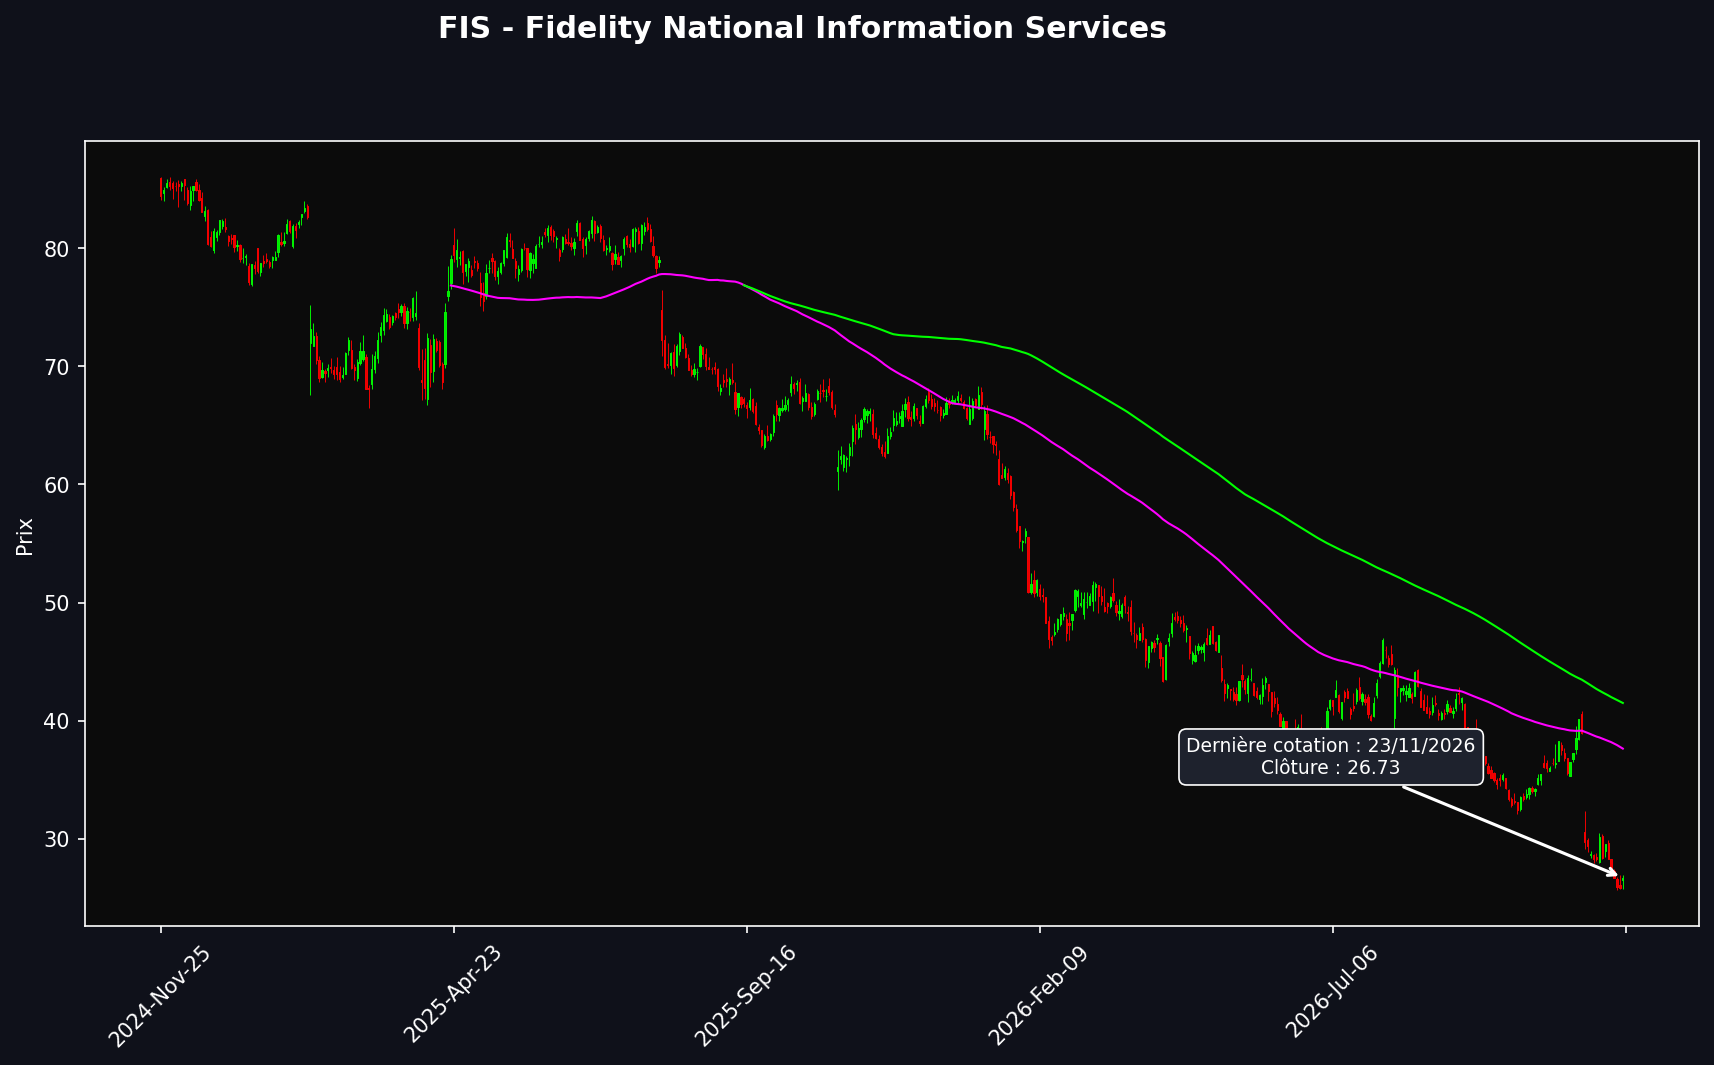 FIS - Fidelity National Information Services
Prix
80
70
60
50
40
30
Dernière cotation : 23/11/2026
Clôture : 26.73
2024-Nov-25
2025-Apr-23
2025-Sep-16
2026-Feb-09
2026-Jul-06